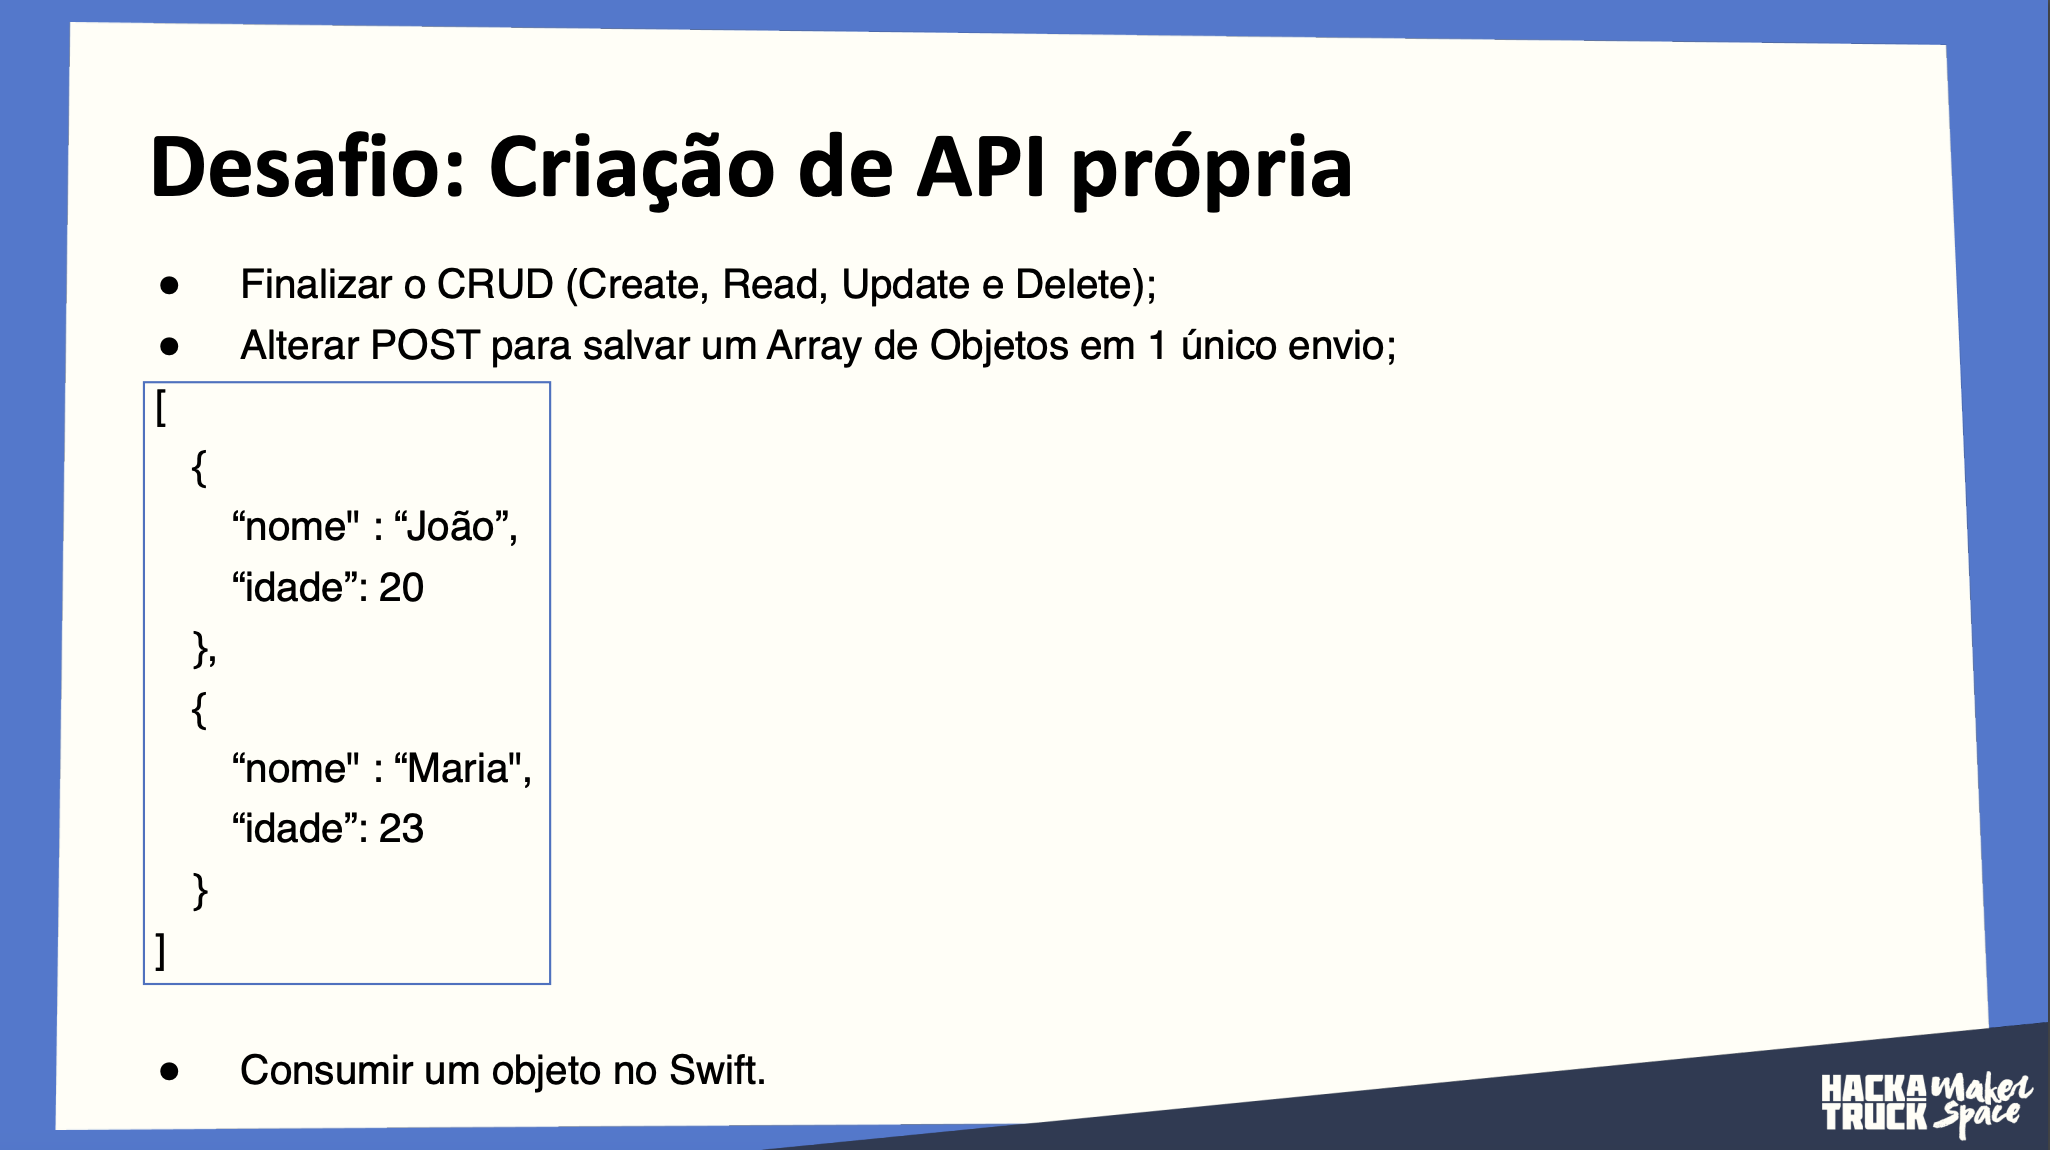 Desafio: Criação de API própria
● Finalizar o CRUD (Create, Read, Update e Delete);
● Alterar POST para salvar um Array de Objetos em 1 único envio;
[
{
“nome" : “João”,
“idade”: 20
},
{
“nome" : “Maria",
“idade”: 23
}
]
● Consumir um objeto no Swift.
HACKA Maker
TRUCK Space